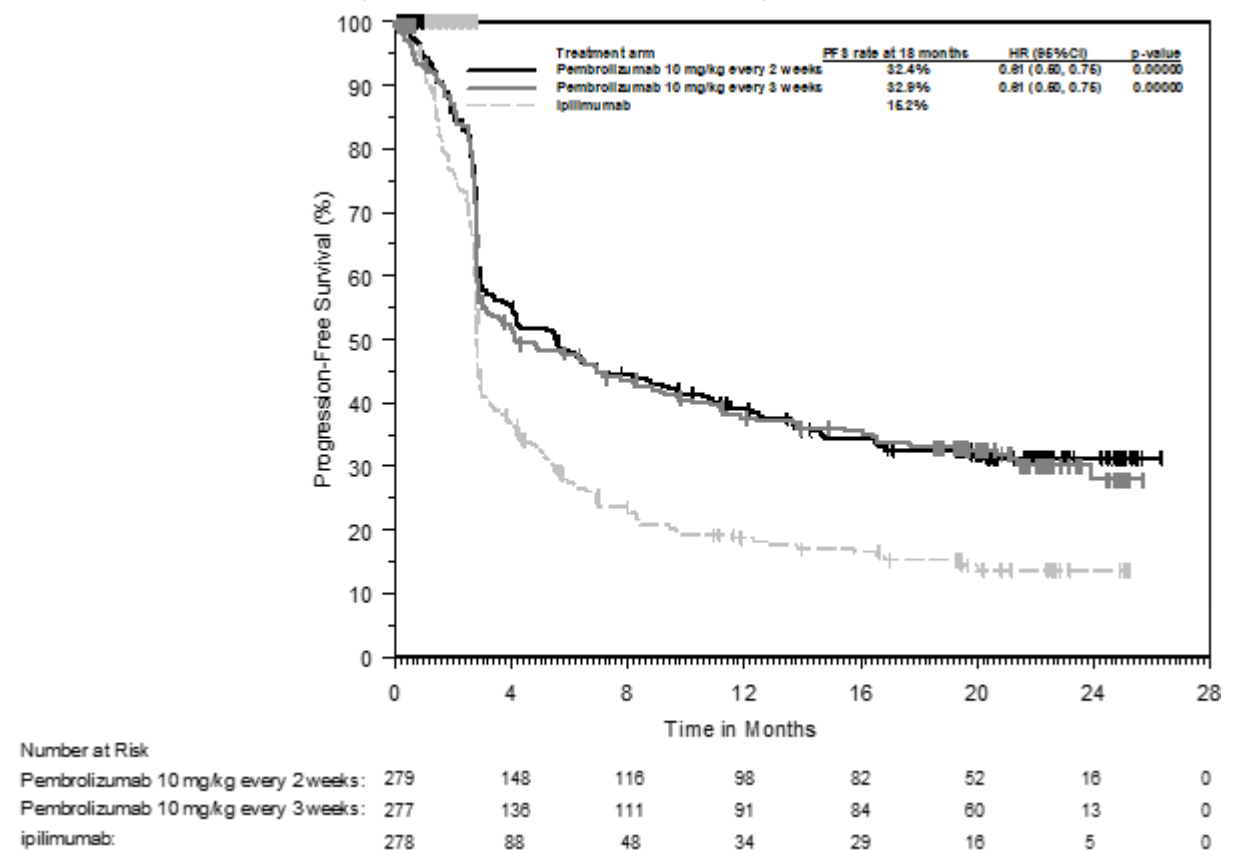 Treatment arm PFS rate at 18 months HR (95%CI) p-value
Pembrolizumab 10 mg/kg every 2 weeks 32.4% 0.61 (0.50, 0.75) 0.00000
Pembrolizumab 10 mg/kg every 3 weeks 32.9% 0.61 (0.50, 0.75) 0.00000
Ipilimumab 15.2%
Progression-Free Survival (%)
100
90
80
70
60
50
40
30
20
10
0
0 4 8 12 16 20 24 28
Time in Months
Number at Risk
Pembrolizumab 10 mg/kg every 2 weeks: 279 148 116 98 82 52 16 0
Pembrolizumab 10 mg/kg every 3 weeks: 277 136 111 91 84 60 13 0
ipilimumab: 278 88 48 34 29 16 5 0